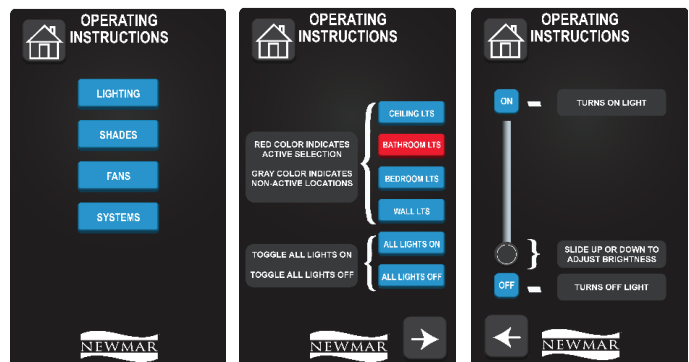 OPERATING
INSTRUCTIONS
LIGHTING
SHADES
FANS
SYSTEMS
NEWMAR
OPERATING
INSTRUCTIONS
RED COLOR INDICATES
ACTIVE SELECTION
GRAY COLOR INDICATES
NON-ACTIVE LOCATIONS
CEILING LTS
BATHROOM LTS
BEDROOM LTS
WALL LTS
TOGGLE ALL LIGHTS ON
TOGGLE ALL LIGHTS OFF
ALL LIGHTS ON
ALL LIGHTS OFF
NEWMAR
OPERATING
INSTRUCTIONS
ON
TURNS ON LIGHT
SLIDE UP OR DOWN TO
ADJUST BRIGHTNESS
OFF
TURNS OFF LIGHT
NEWMAR